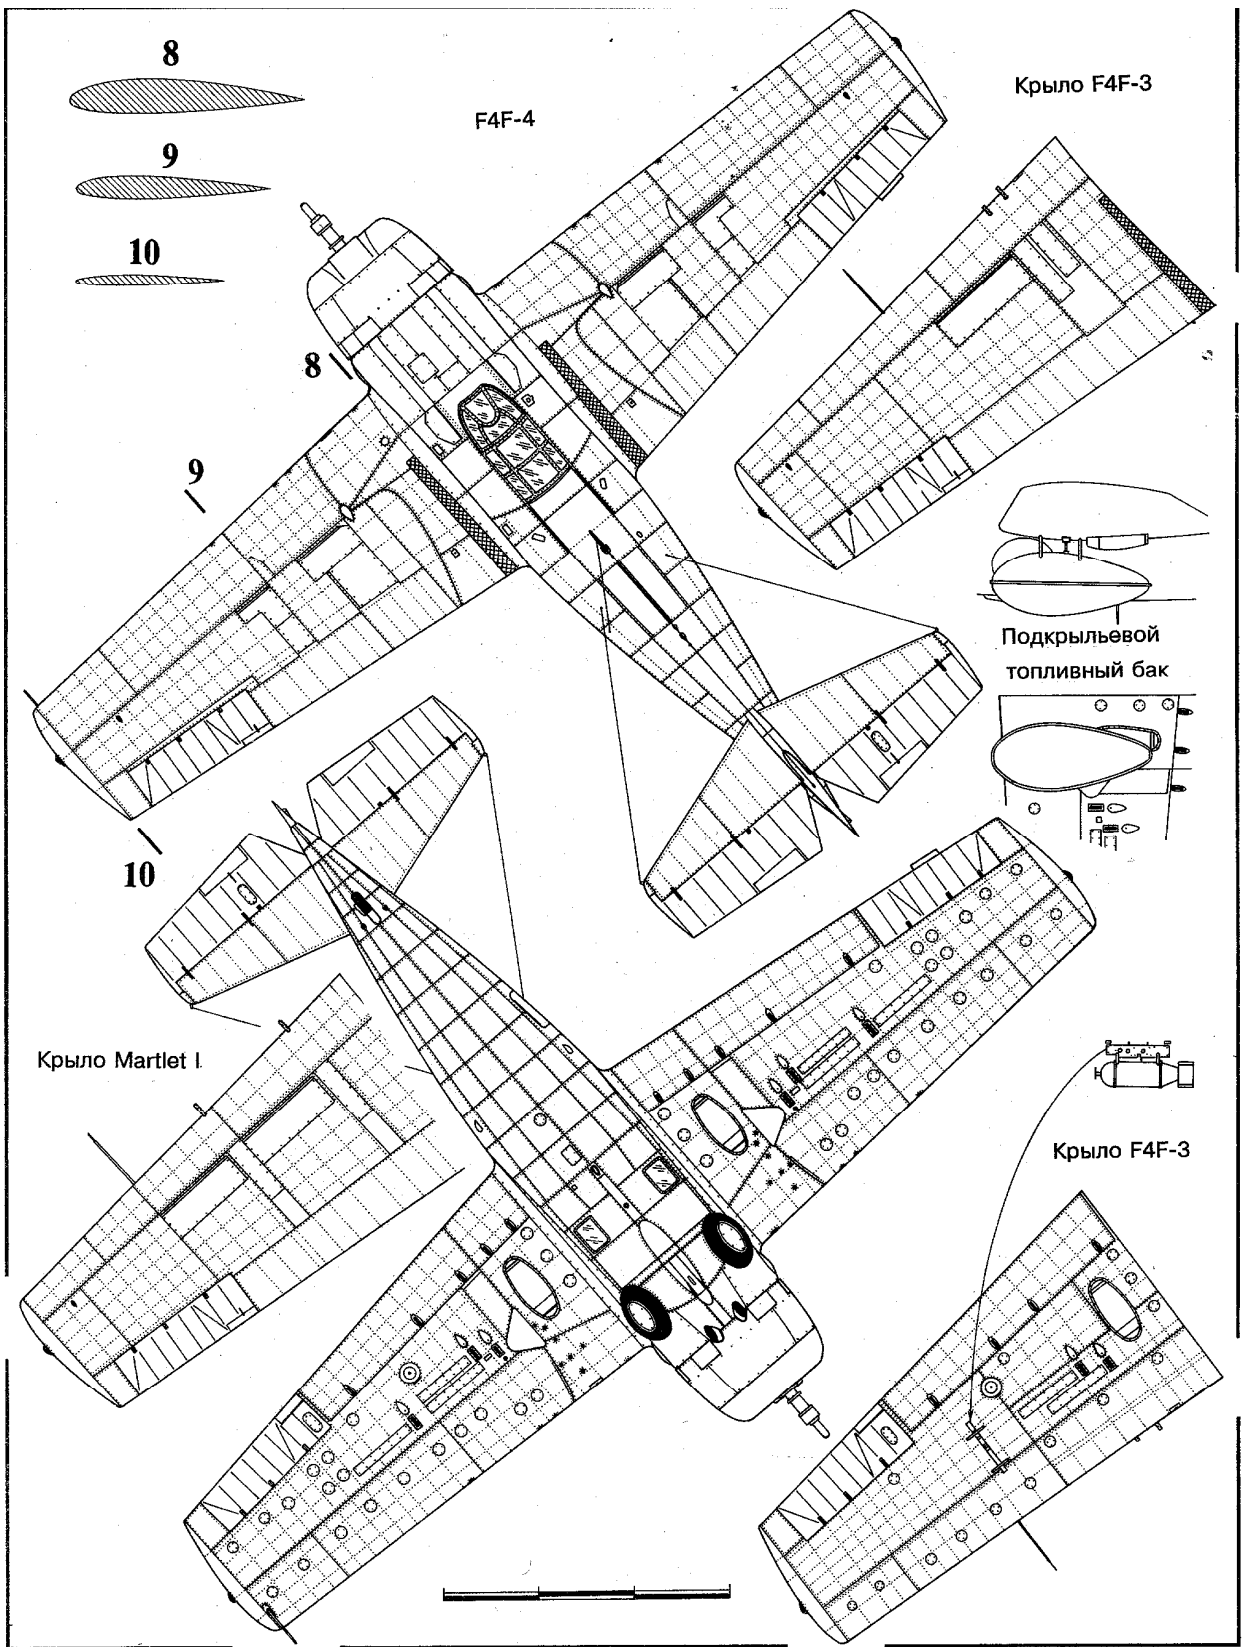 8
F4F-4
Крыло F4F-3
9
10
8
9
Подкрыльевой
топливный бак
10
Крыло Martlet I
Крыло F4F-3